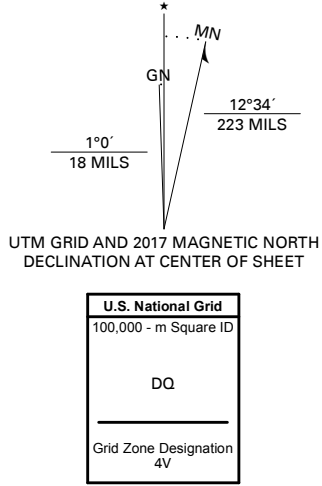 MN
GN
12°34´
223 MILS
1°0´
18 MILS
UTM GRID AND 2017 MAGNETIC NORTH
DECLINATION AT CENTER OF SHEET
U.S. National Grid
100,000 - m Square ID
DQ
Grid Zone Designation
4V